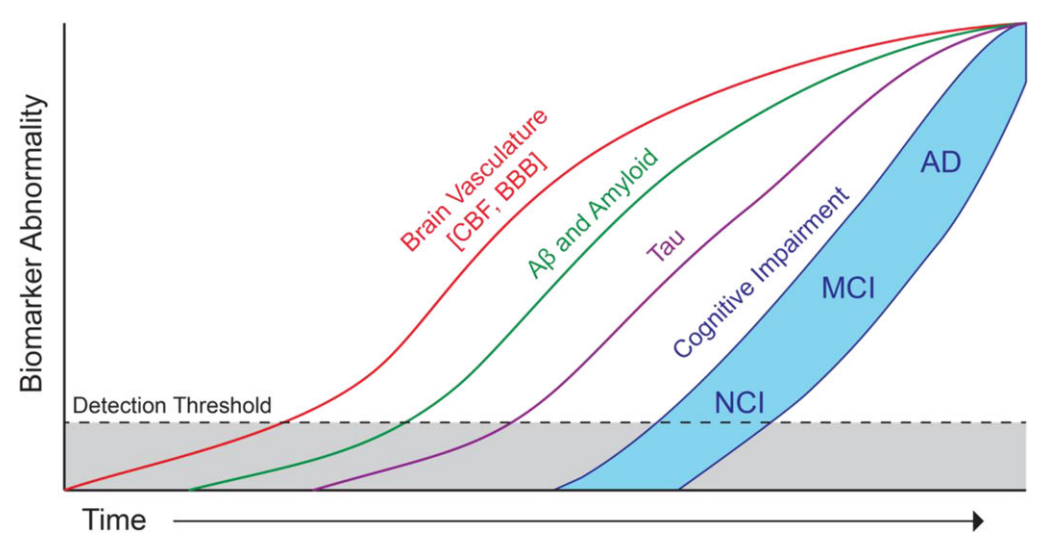 Biomarker Abnormality
Brain Vasculature
[CBF, BBB]
Aβ and Amyloid
Tau
Cognitive Impairment
AD
MCI
NCI
Detection Threshold
Time